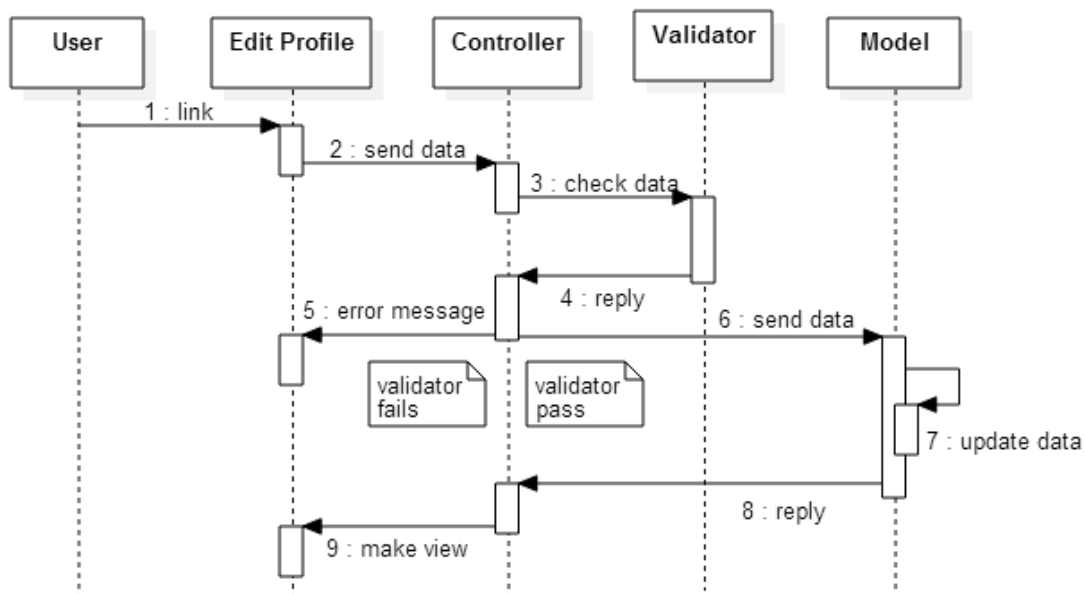 User
Edit Profile
Controller
Validator
Model
1 : link
2 : send data
3 : check data
4 : reply
5 : error message
6 : send data
validator
fails
validator
pass
7 : update data
8 : reply
9 : make view